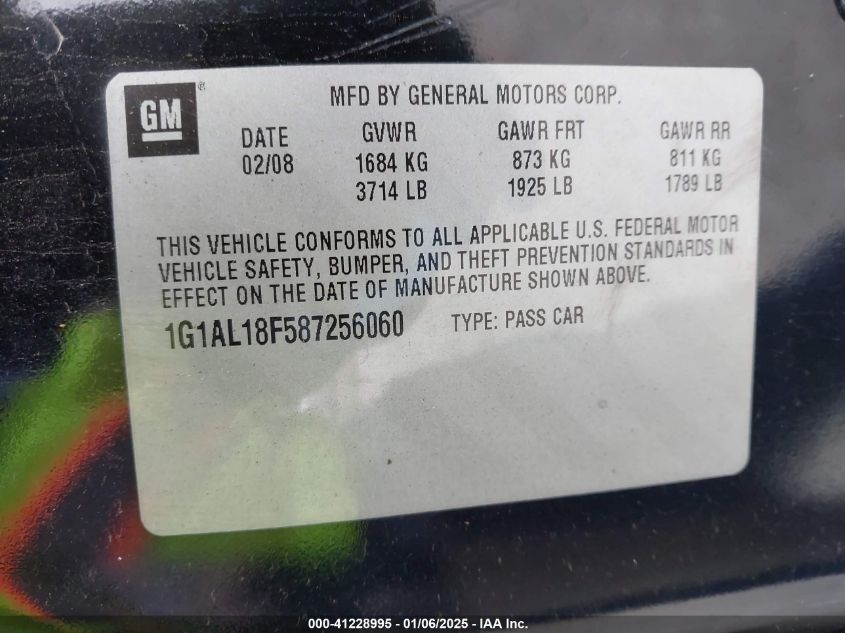 GM®
MFD BY GENERAL MOTORS CORP.
DATE GVWR GAWR FRT GAWR RR
02/08 1684 KG 873 KG 811 KG
3714 LB 1925 LB 1789 LB
THIS VEHICLE CONFORMS TO ALL APPLICABLE U.S. FEDERAL MOTOR
VEHICLE SAFETY, BUMPER, AND THEFT PREVENTION STANDARDS IN
EFFECT ON THE DATE OF MANUFACTURE SHOWN ABOVE.
1G1AL18F587256060 TYPE: PASS CAR
000-41228995 - 01/06/2025 - IAA Inc.